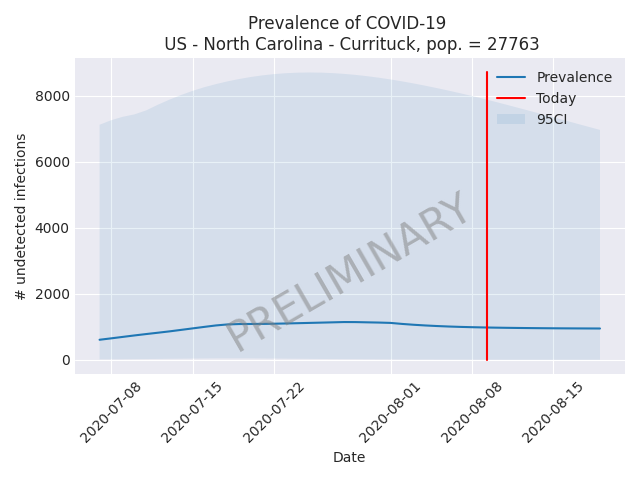 Prevalence of COVID-19
US - North Carolina - Currituck, pop. = 27763
Prevalence
Today
95CI
# undetected infections
8000
6000
4000
2000
0
PRELIMINARY
2020-07-08
2020-07-15
2020-07-22
2020-08-01
2020-08-08
2020-08-15
Date